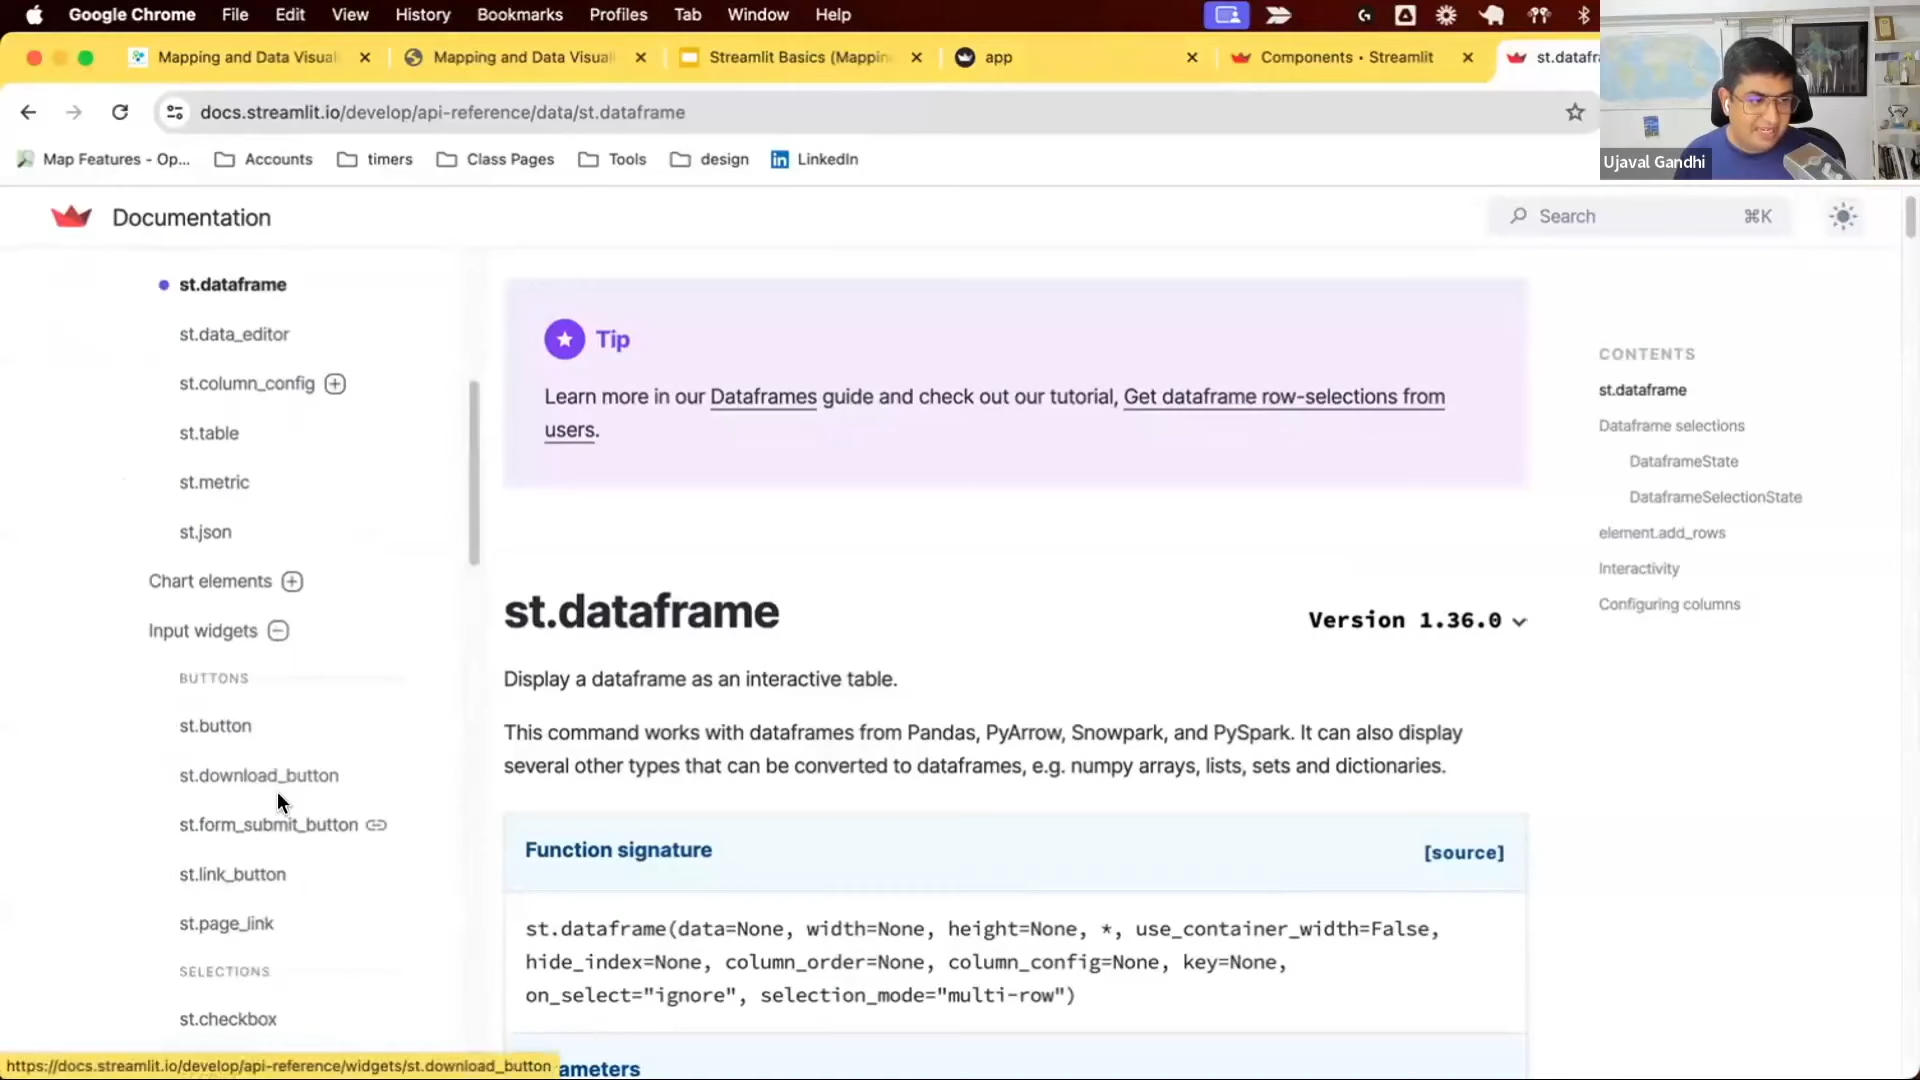 Google Chrome File Edit View History Bookmarks Profiles Tab Window Help
Mapping and Data Visuali
Mapping and Data Visuali
Streamlit Basics (Mappin
app
Components • Streamlit
st.datafr
docs.streamlit.io/develop/api-reference/data/st.dataframe
Map Features - Op...
Accounts
timers
Class Pages
Tools
design
LinkedIn
Ujaval Gandhi
Documentation
Search ⌘K
st.dataframe
st.data_editor
st.column_config
st.table
st.metric
st.json
Chart elements
Input widgets
BUTTONS
st.button
st.download_button
st.form_submit_button
st.link_button
st.page_link
SELECTIONS
st.checkbox
Tip
Learn more in our Dataframes guide and check out our tutorial, Get dataframe row-selections from
users.
st.dataframe
Version 1.36.0
Display a dataframe as an interactive table.
This command works with dataframes from Pandas, PyArrow, Snowpark, and PySpark. It can also display
several other types that can be converted to dataframes, e.g. numpy arrays, lists, sets and dictionaries.
Function signature
[source]
st.dataframe(data=None, width=None, height=None, *, use_container_width=False,
hide_index=None, column_order=None, column_config=None, key=None,
on_select="ignore", selection_mode="multi-row")
ameters
CONTENTS
st.dataframe
Dataframe selections
DataframeState
DataframeSelectionState
element.add_rows
Interactivity
Configuring columns
https://docs.streamlit.io/develop/api-reference/widgets/st.download_button